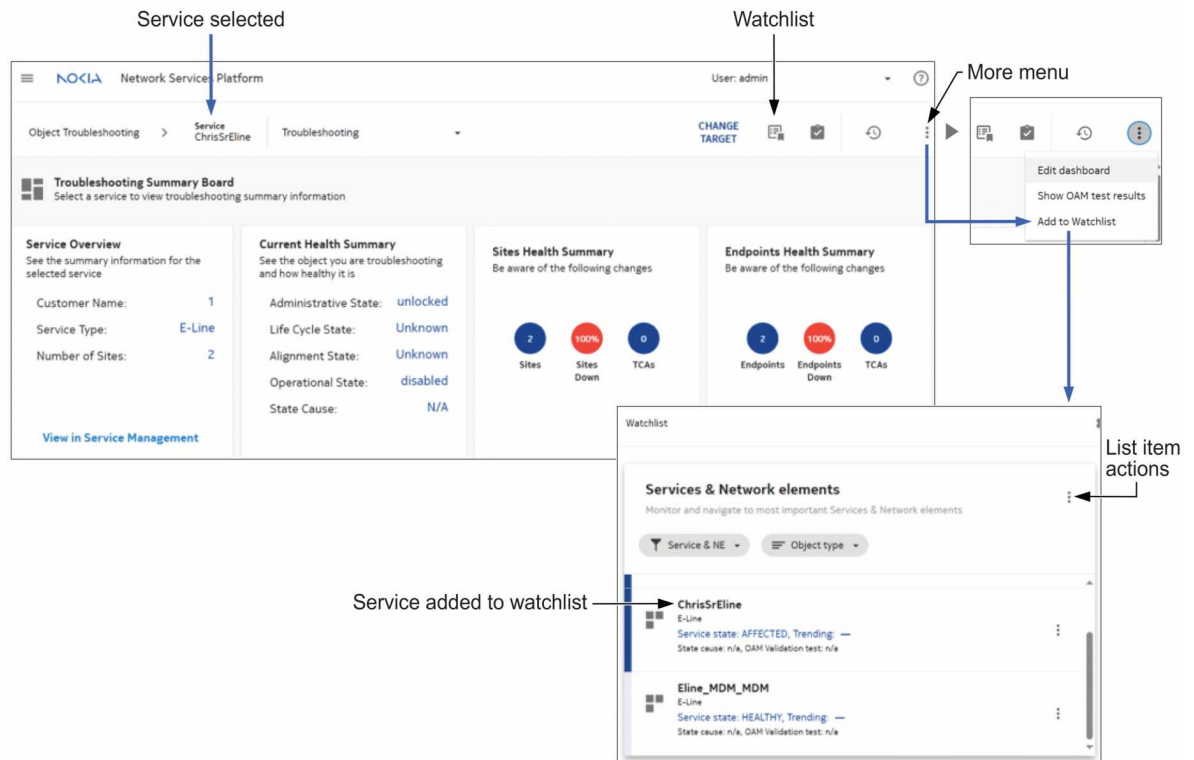 Service selected
Watchlist
More menu
NOKIA Network Services Platform
User: admin
?
Object Troubleshooting > Service
ChrisSrEline
Troubleshooting
CHANGE
TARGET
Edit dashboard
Show OAM test results
Add to Watchlist
Troubleshooting Summary Board
Select a service to view troubleshooting summary information
Service Overview
See the summary information for the
selected service
Customer Name: 1
Service Type: E-Line
Number of Sites: 2
View in Service Management
Current Health Summary
See the object you are troubleshooting
and how healthy it is
Administrative State: unlocked
Life Cycle State: Unknown
Alignment State: Unknown
Operational State: disabled
State Cause: N/A
Sites Health Summary
Be aware of the following changes
2 100% 0
Sites Sites TCAs
Down
Endpoints Health Summary
Be aware of the following changes
2 100% 0
Endpoints Endpoints TCAs
Down
Watchlist
List item
actions
Services & Network elements
Monitor and navigate to most important Services & Network elements
Service & NE Object type
Service added to watchlist
ChrisSrEline
E-Line
Service state: AFFECTED, Trending: —
State cause: n/a, OAM Validation test: n/a
Eline_MDM_MDM
E-Line
Service state: HEALTHY, Trending: —
State cause: n/a, OAM Validation test: n/a